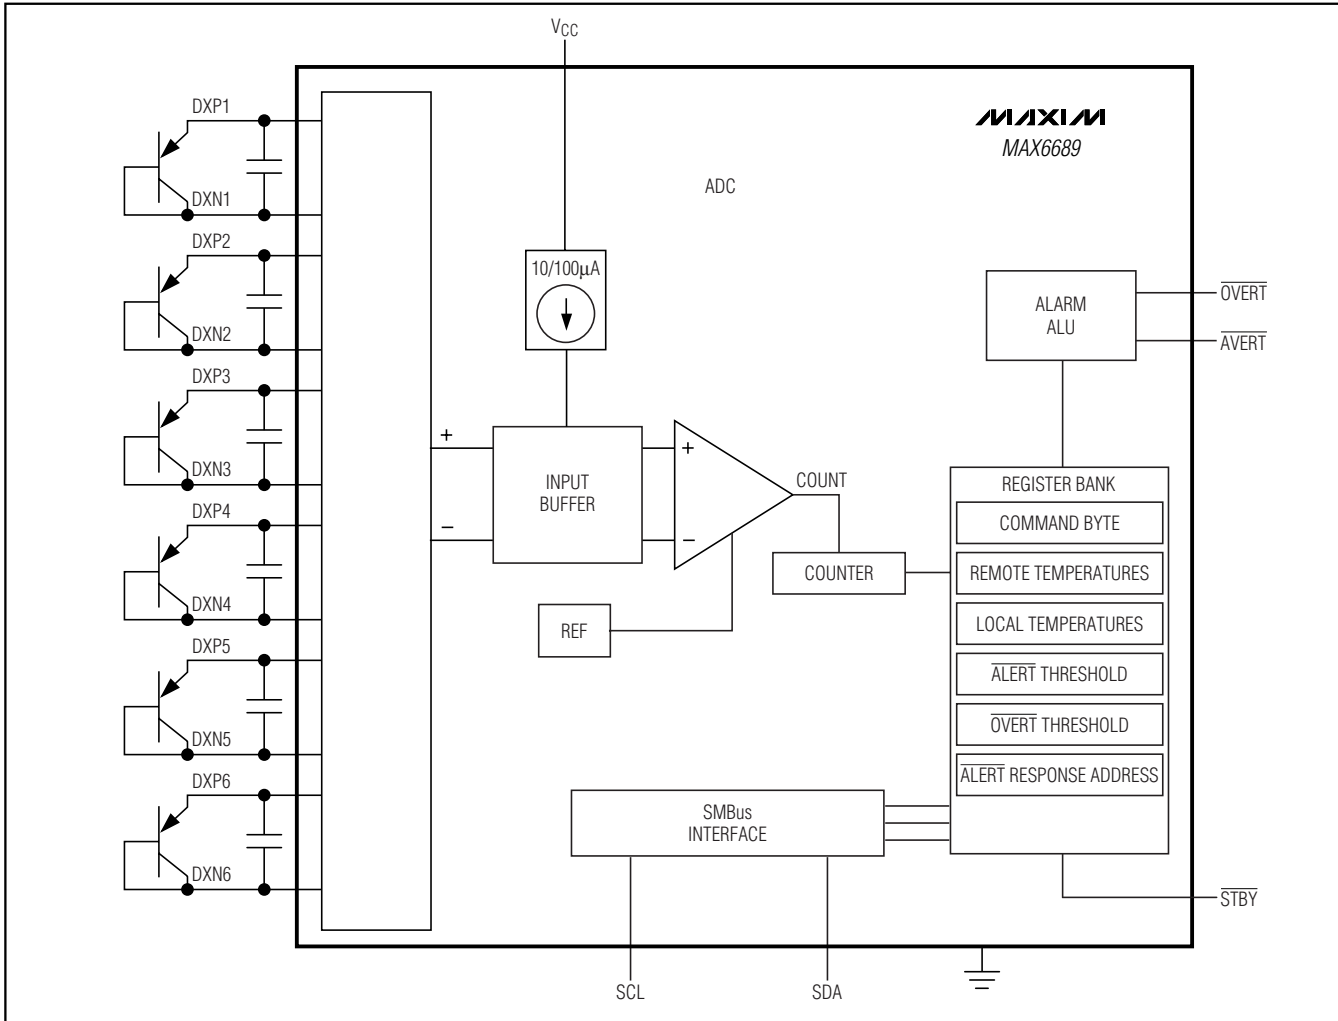 VCC
MAXIM
MAX6689
ADC
DXP1
DXN1
DXP2
DXN2
DXP3
DXN3
DXP4
DXN4
DXP5
DXN5
DXP6
DXN6
10/100µA
+
−
INPUT
BUFFER
+
−
COUNT
COUNTER
REF
ALARM
ALU
OVERT
AVERT
REGISTER BANK
COMMAND BYTE
REMOTE TEMPERATURES
LOCAL TEMPERATURES
ALERT THRESHOLD
OVERT THRESHOLD
ALERT RESPONSE ADDRESS
SMBus
INTERFACE
STBY
SCL
SDA